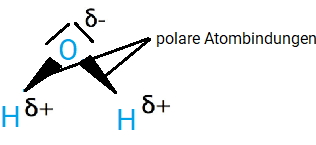 δ-
O
polare Atombindungen
H δ+
H δ+